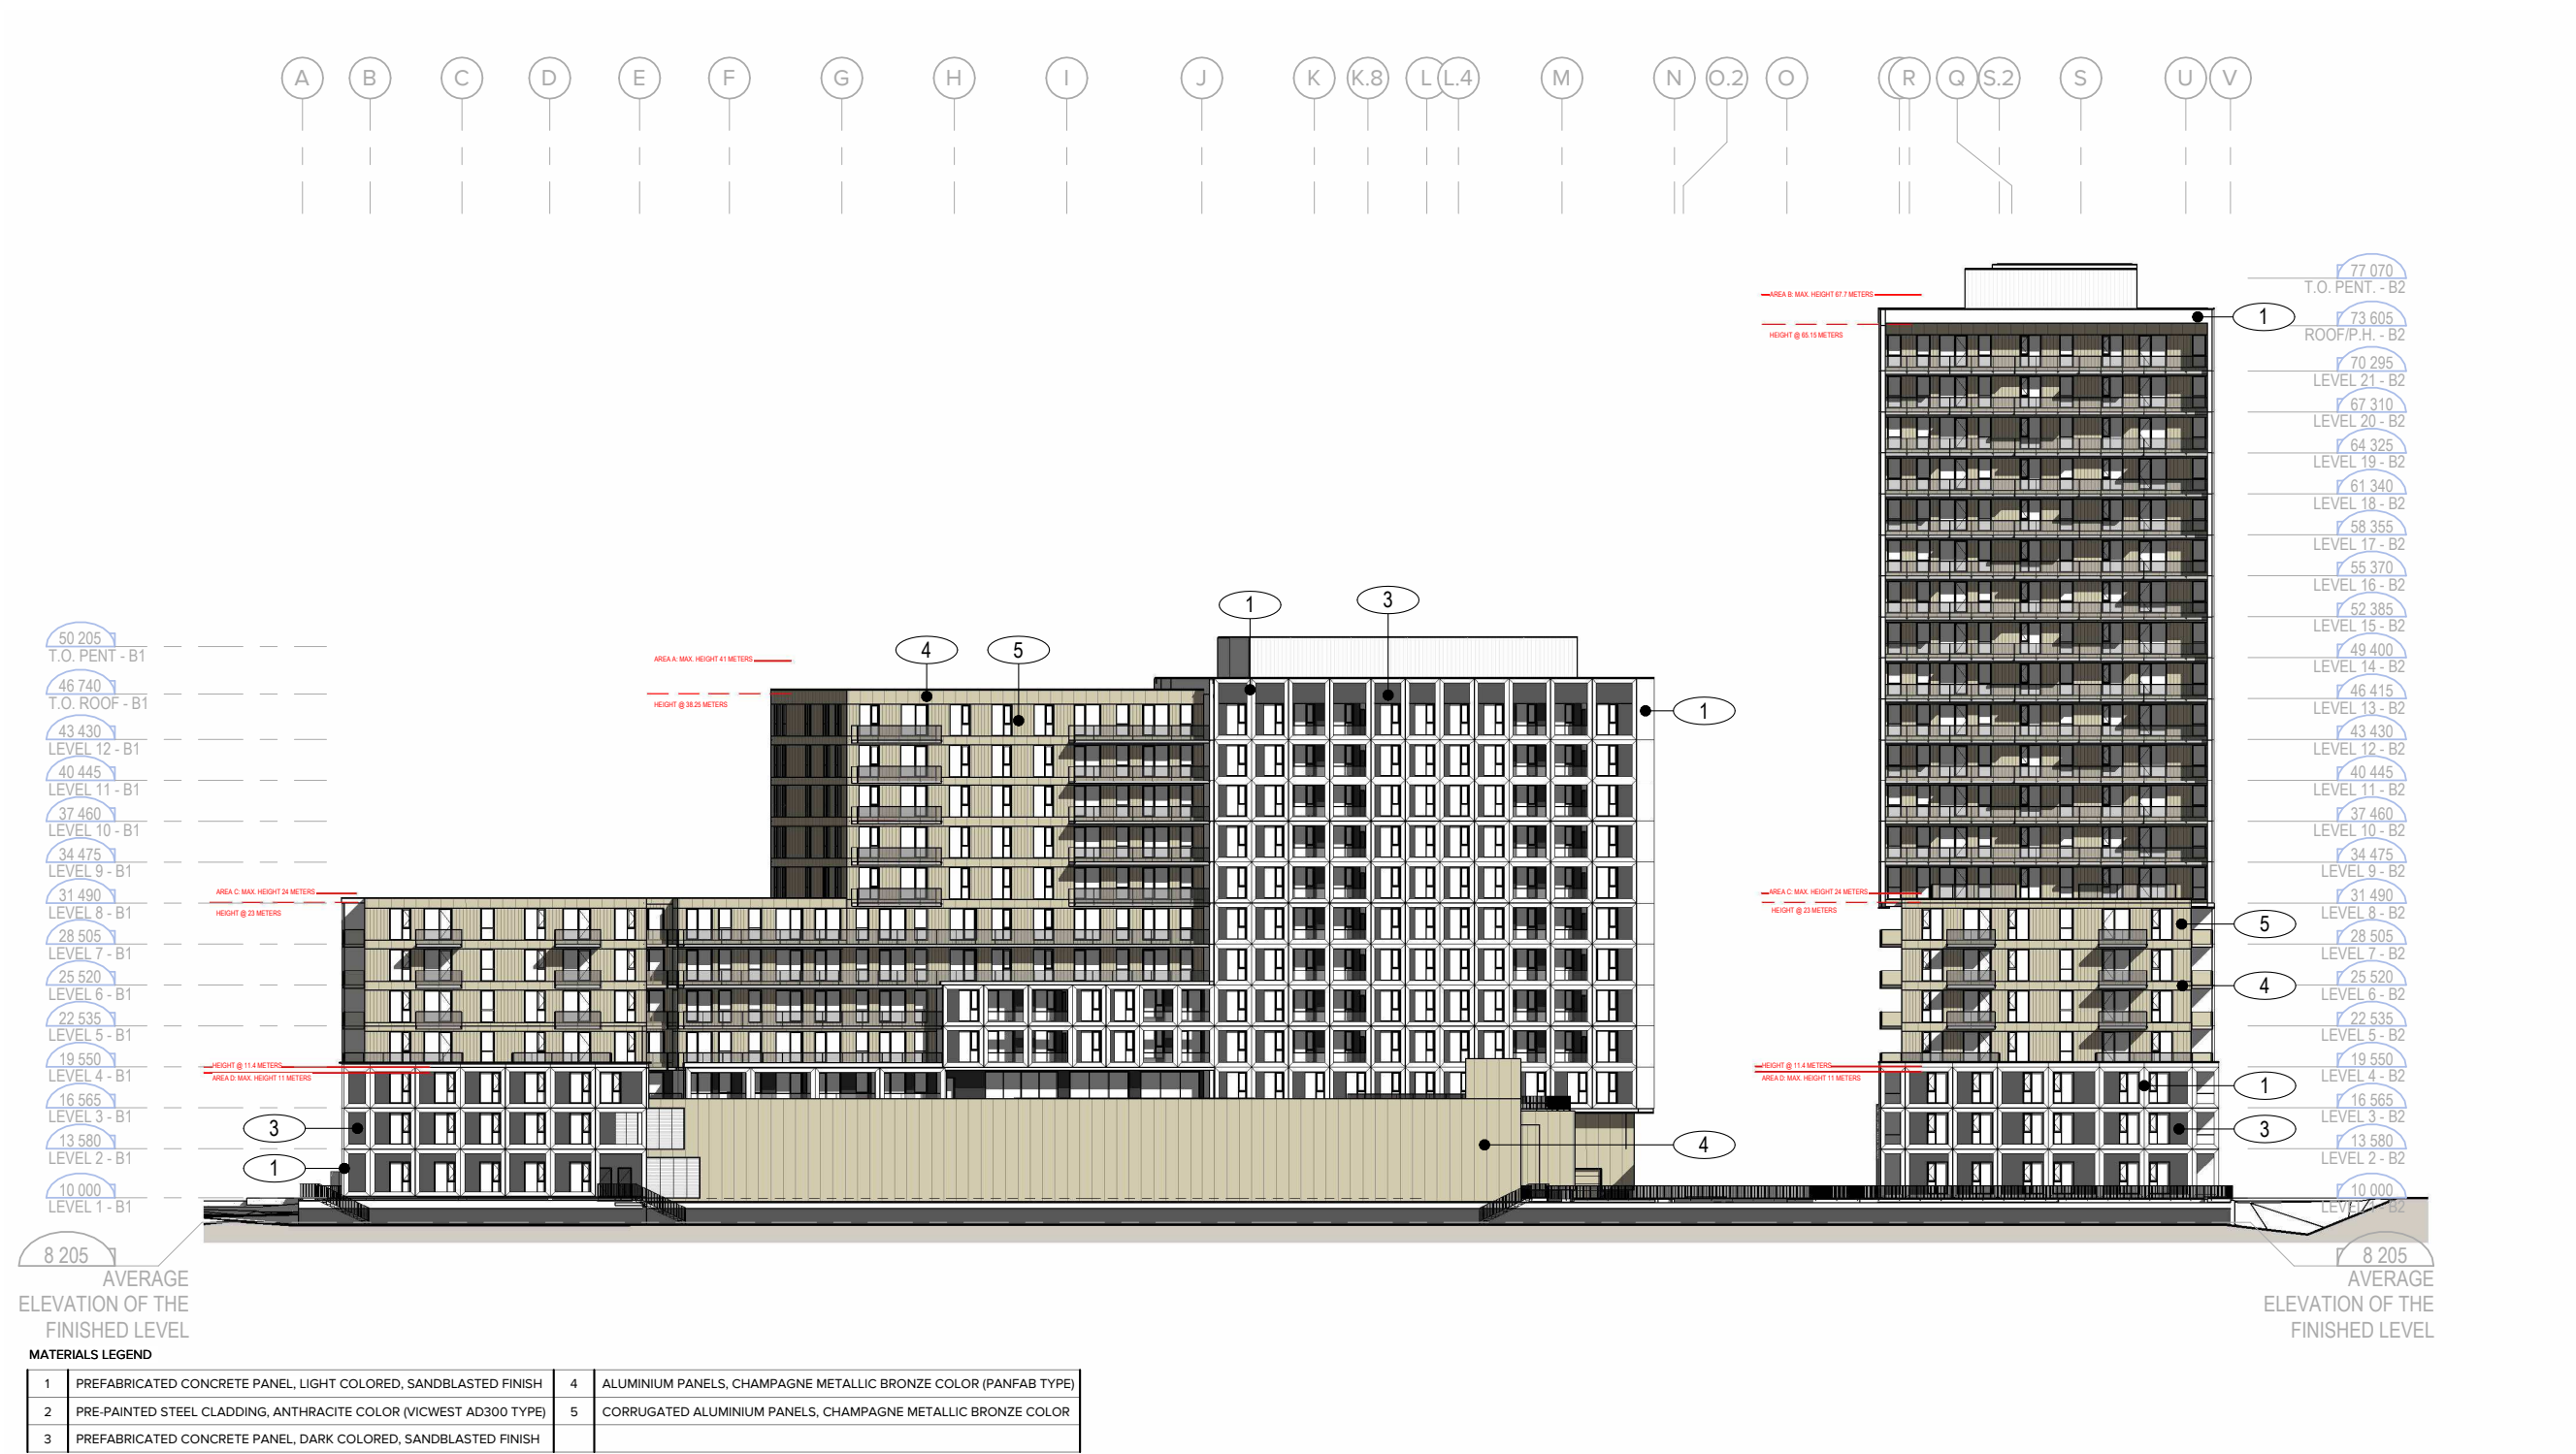 A B C D E F G H I J K K.8 L L.4 M N O.2 O R Q S.2 S U V
77 070
T.O. PENT. - B2
AREA B: MAX. HEIGHT 67.7 METERS
1
73 605
ROOF/P.H. - B2
HEIGHT @ 65.15 METERS
70 295
LEVEL 21 - B2
67 310
LEVEL 20 - B2
64 325
LEVEL 19 - B2
61 340
LEVEL 18 - B2
58 355
LEVEL 17 - B2
55 370
LEVEL 16 - B2
52 385
LEVEL 15 - B2
49 400
LEVEL 14 - B2
46 415
LEVEL 13 - B2
43 430
LEVEL 12 - B2
40 445
LEVEL 11 - B2
37 460
LEVEL 10 - B2
34 475
LEVEL 9 - B2
31 490
LEVEL 8 - B2
28 505
LEVEL 7 - B2
25 520
LEVEL 6 - B2
22 535
LEVEL 5 - B2
19 550
LEVEL 4 - B2
16 565
LEVEL 3 - B2
13 580
LEVEL 2 - B2
10 000
LEVEL 1 - B2
50 205
T.O. PENT - B1
46 740
T.O. ROOF - B1
43 430
LEVEL 12 - B1
40 445
LEVEL 11 - B1
37 460
LEVEL 10 - B1
34 475
LEVEL 9 - B1
31 490
LEVEL 8 - B1
28 505
LEVEL 7 - B1
25 520
LEVEL 6 - B1
22 535
LEVEL 5 - B1
19 550
LEVEL 4 - B1
16 565
LEVEL 3 - B1
13 580
LEVEL 2 - B1
10 000
LEVEL 1 - B1
1
3
4
5
AREA A: MAX. HEIGHT 41 METERS
HEIGHT @ 38.25 METERS
1
AREA C: MAX. HEIGHT 24 METERS
HEIGHT @ 23 METERS
AREA C: MAX. HEIGHT 24 METERS
HEIGHT @ 23 METERS
5
4
HEIGHT @ 11.4 METERS
AREA D: MAX. HEIGHT 11 METERS
HEIGHT @ 11.4 METERS
AREA D: MAX. HEIGHT 11 METERS
1
3
3
4
1
8 205
AVERAGE
ELEVATION OF THE
FINISHED LEVEL
8 205
AVERAGE
ELEVATION OF THE
FINISHED LEVEL
MATERIALS LEGEND
1 PREFABRICATED CONCRETE PANEL, LIGHT COLORED, SANDBLASTED FINISH 4 ALUMINIUM PANELS, CHAMPAGNE METALLIC BRONZE COLOR (PANFAB TYPE)
2 PRE-PAINTED STEEL CLADDING, ANTHRACITE COLOR (VICWEST AD300 TYPE) 5 CORRUGATED ALUMINIUM PANELS, CHAMPAGNE METALLIC BRONZE COLOR
3 PREFABRICATED CONCRETE PANEL, DARK COLORED, SANDBLASTED FINISH